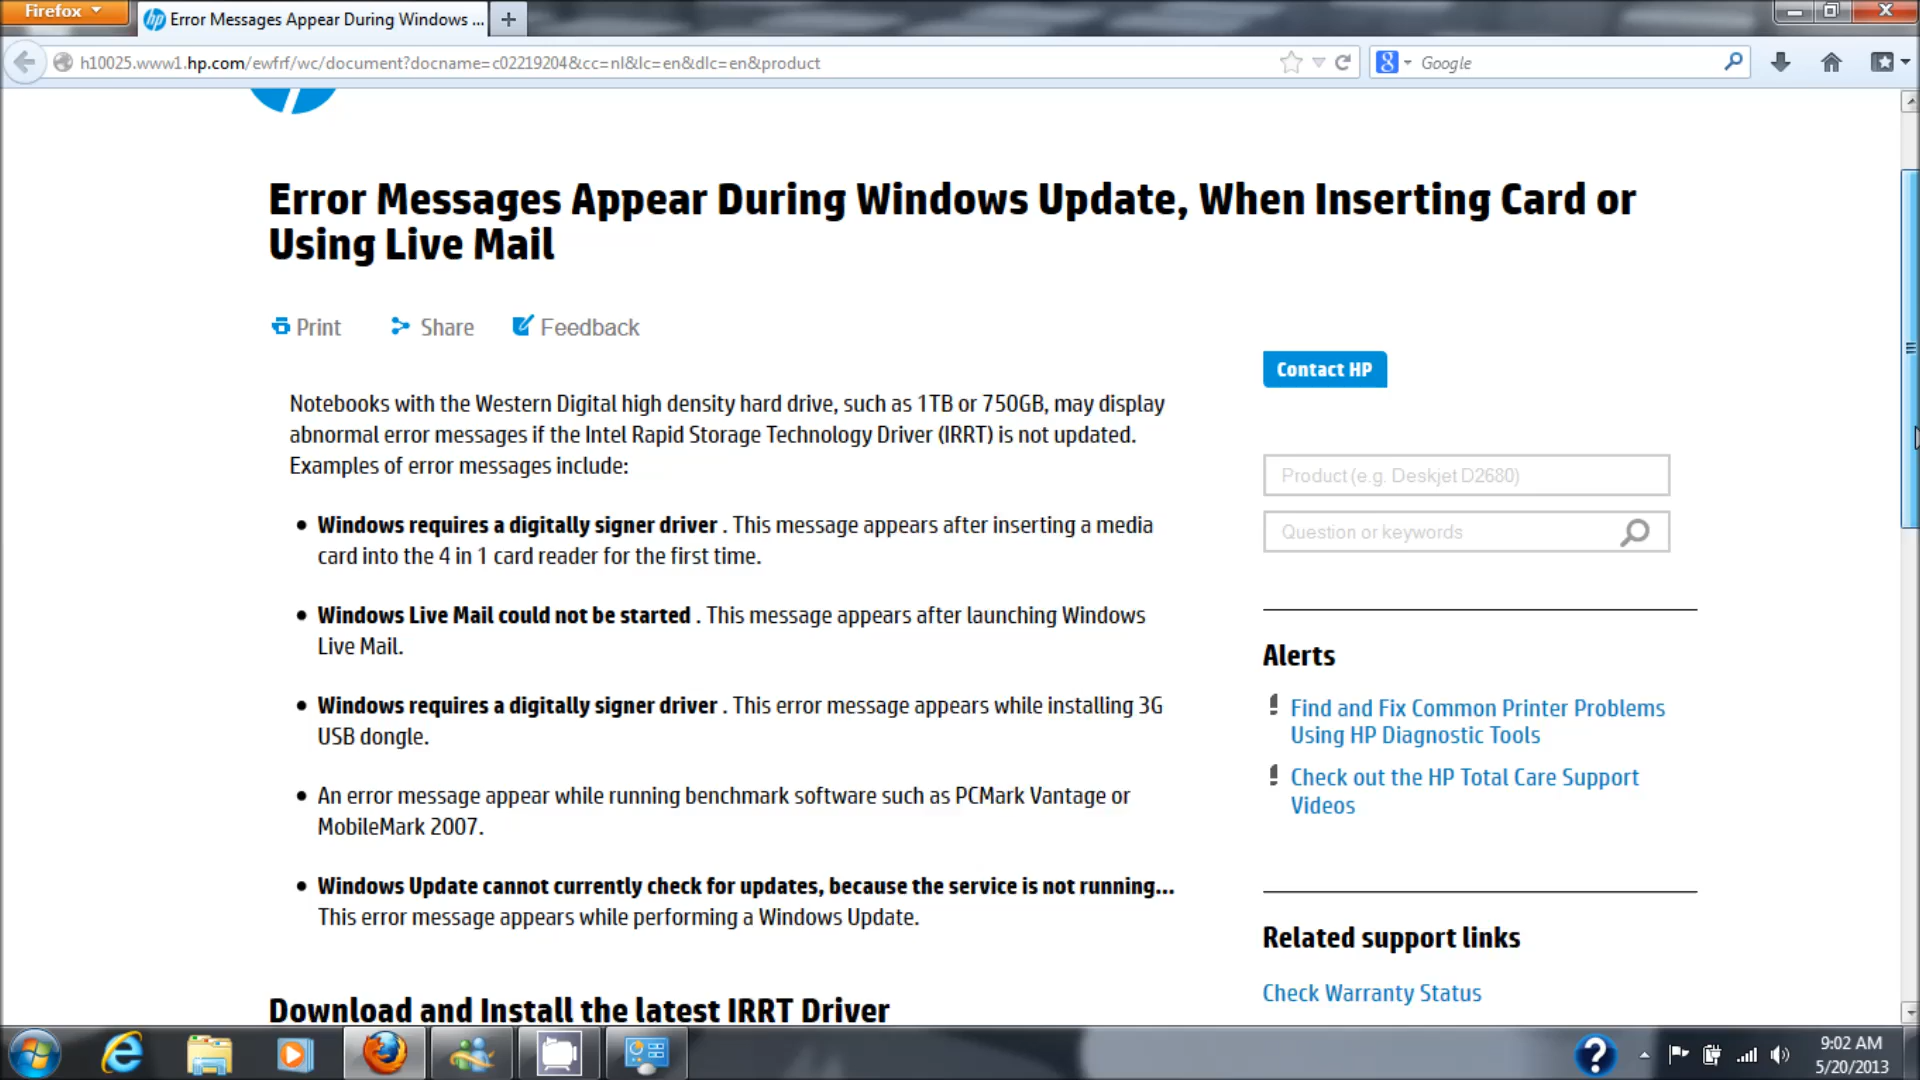 Firefox
Error Messages Appear During Windows ...
h10025.www1.hp.com/ewfrf/wc/document?docname=c02219204&cc=nl&lc=en&dlc=en&product
Google
Error Messages Appear During Windows Update, When Inserting Card or
Using Live Mail
Print
Share
Feedback
Contact HP
Notebooks with the Western Digital high density hard drive, such as 1TB or 750GB, may display
abnormal error messages if the Intel Rapid Storage Technology Driver (IRRT) is not updated.
Examples of error messages include:
Product (e.g. Deskjet D2680)
Question or keywords
• Windows requires a digitally signer driver . This message appears after inserting a media
card into the 4 in 1 card reader for the first time.
• Windows Live Mail could not be started . This message appears after launching Windows
Live Mail.
• Windows requires a digitally signer driver . This error message appears while installing 3G
USB dongle.
• An error message appear while running benchmark software such as PCMark Vantage or
MobileMark 2007.
• Windows Update cannot currently check for updates, because the service is not running...
This error message appears while performing a Windows Update.
Download and Install the latest IRRT Driver
Alerts
Find and Fix Common Printer Problems
Using HP Diagnostic Tools
Check out the HP Total Care Support
Videos
Related support links
Check Warranty Status
9:02 AM
5/20/2013